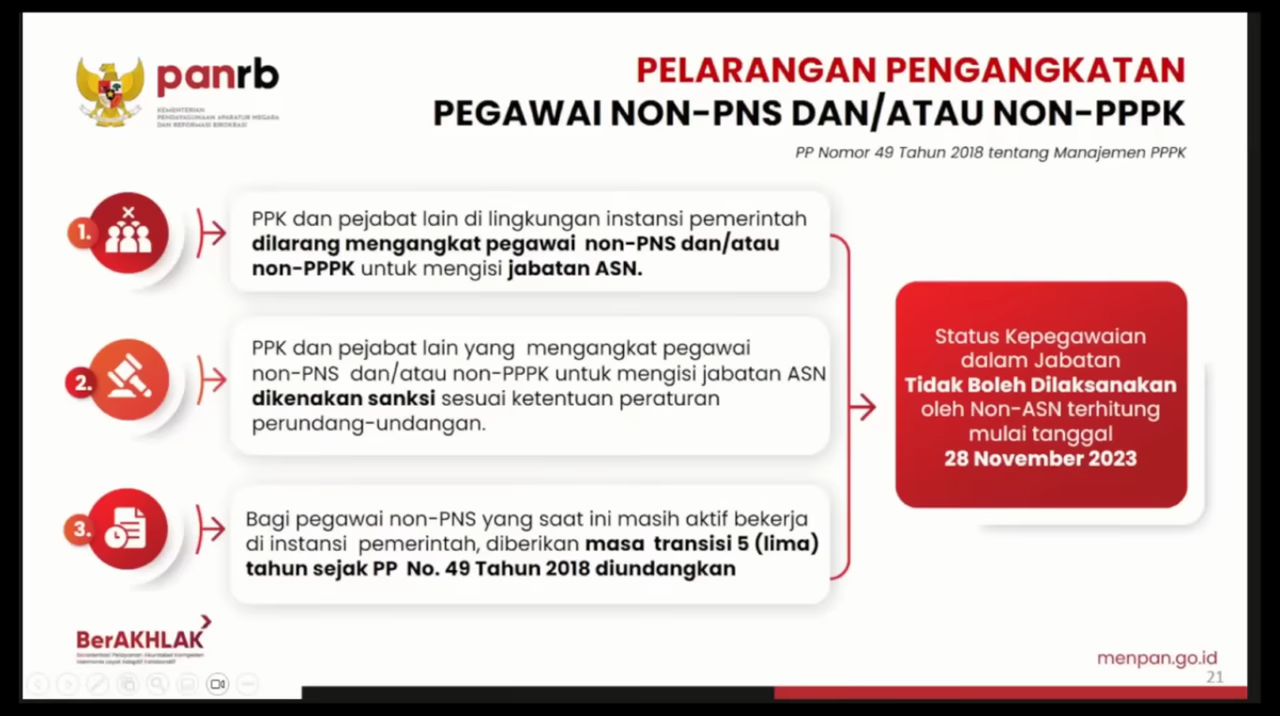 panrb
KEMENTERIAN
PENDAYAGUNAAN APARATUR NEGARA
DAN REFORMASI BIROKRASI
PELARANGAN PENGANGKATAN
PEGAWAI NON-PNS DAN/ATAU NON-PPPK
PP Nomor 49 Tahun 2018 tentang Manajemen PPPK
1.
PPK dan pejabat lain di lingkungan instansi pemerintah
dilarang mengangkat pegawai non-PNS dan/atau
non-PPPK untuk mengisi jabatan ASN.
2.
PPK dan pejabat lain yang mengangkat pegawai
non-PNS dan/atau non-PPPK untuk mengisi jabatan ASN
dikenakan sanksi sesuai ketentuan peraturan
perundang-undangan.
3.
Bagi pegawai non-PNS yang saat ini masih aktif bekerja
di instansi pemerintah, diberikan masa transisi 5 (lima)
tahun sejak PP No. 49 Tahun 2018 diundangkan
Status Kepegawaian
dalam Jabatan
Tidak Boleh Dilaksanakan
oleh Non-ASN terhitung
mulai tanggal
28 November 2023
BerAKHLAK
menpan.go.id
21